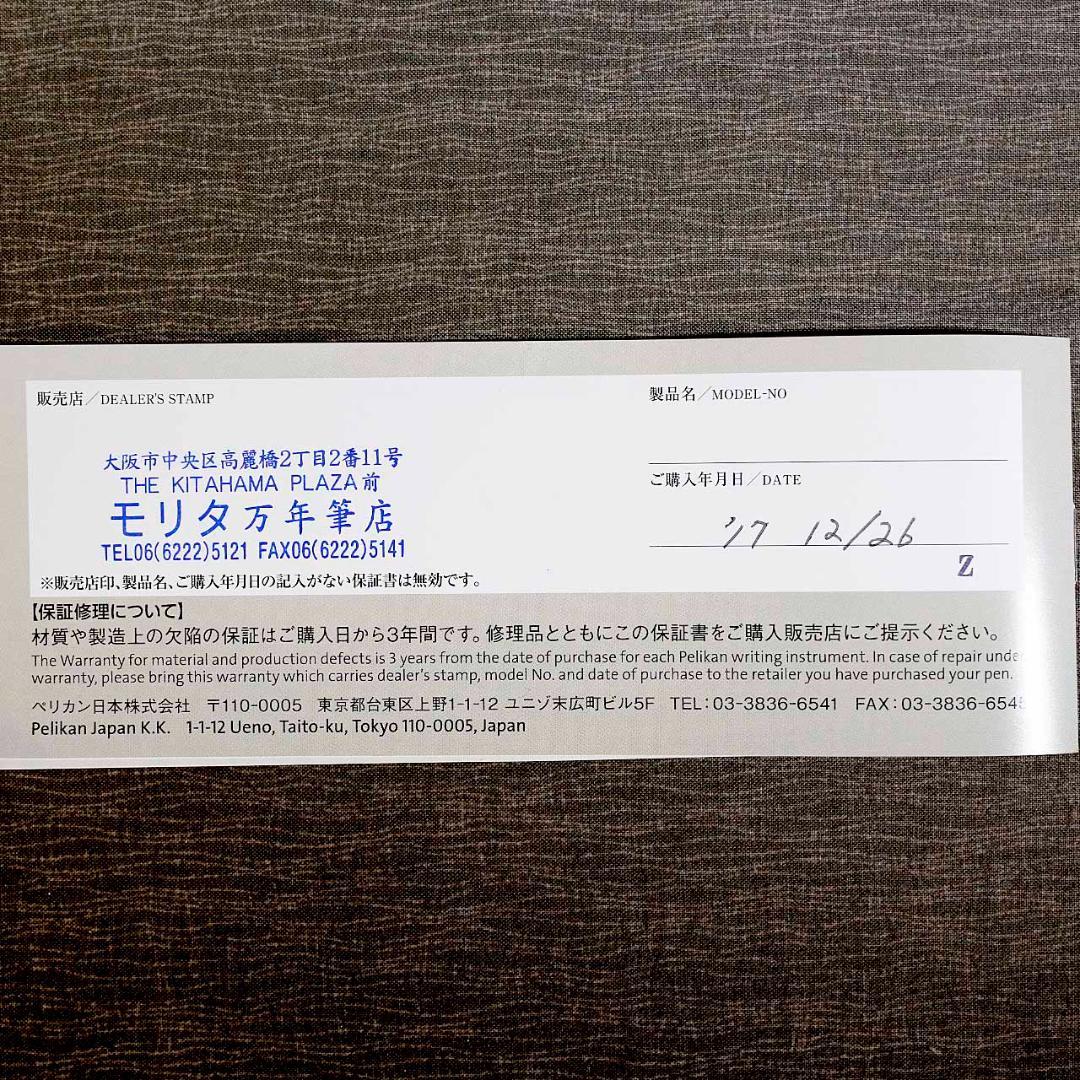 販売店／DEALER'S STAMP
大阪市中央区高麗橋2丁目2番11号
THE KITAHAMA PLAZA前
モリタ万年筆店
TEL06(6222)5121 FAX06(6222)5141
※販売店印、製品名、ご購入年月日の記入がない保証書は無効です。
製品名／MODEL-NO
ご購入年月日／DATE
'17 12/26
Z
【保証修理について】
材質や製造上の欠陥の保証はご購入日から3年間です。修理品とともにこの保証書をご購入販売店にご提示ください。
The Warranty for material and production defects is 3 years from the date of purchase for each Pelikan writing instrument. In case of repair unde
warranty, please bring this warranty which carries dealer's stamp, model No. and date of purchase to the retailer you have purchased your pen.
ペリカン日本株式会社 〒110-0005 東京都台東区上野1-1-12 ユニゾ末広町ビル5F TEL:03-3836-6541 FAX:03-3836-654
Pelikan Japan K.K. 1-1-12 Ueno, Taito-ku, Tokyo 110-0005, Japan